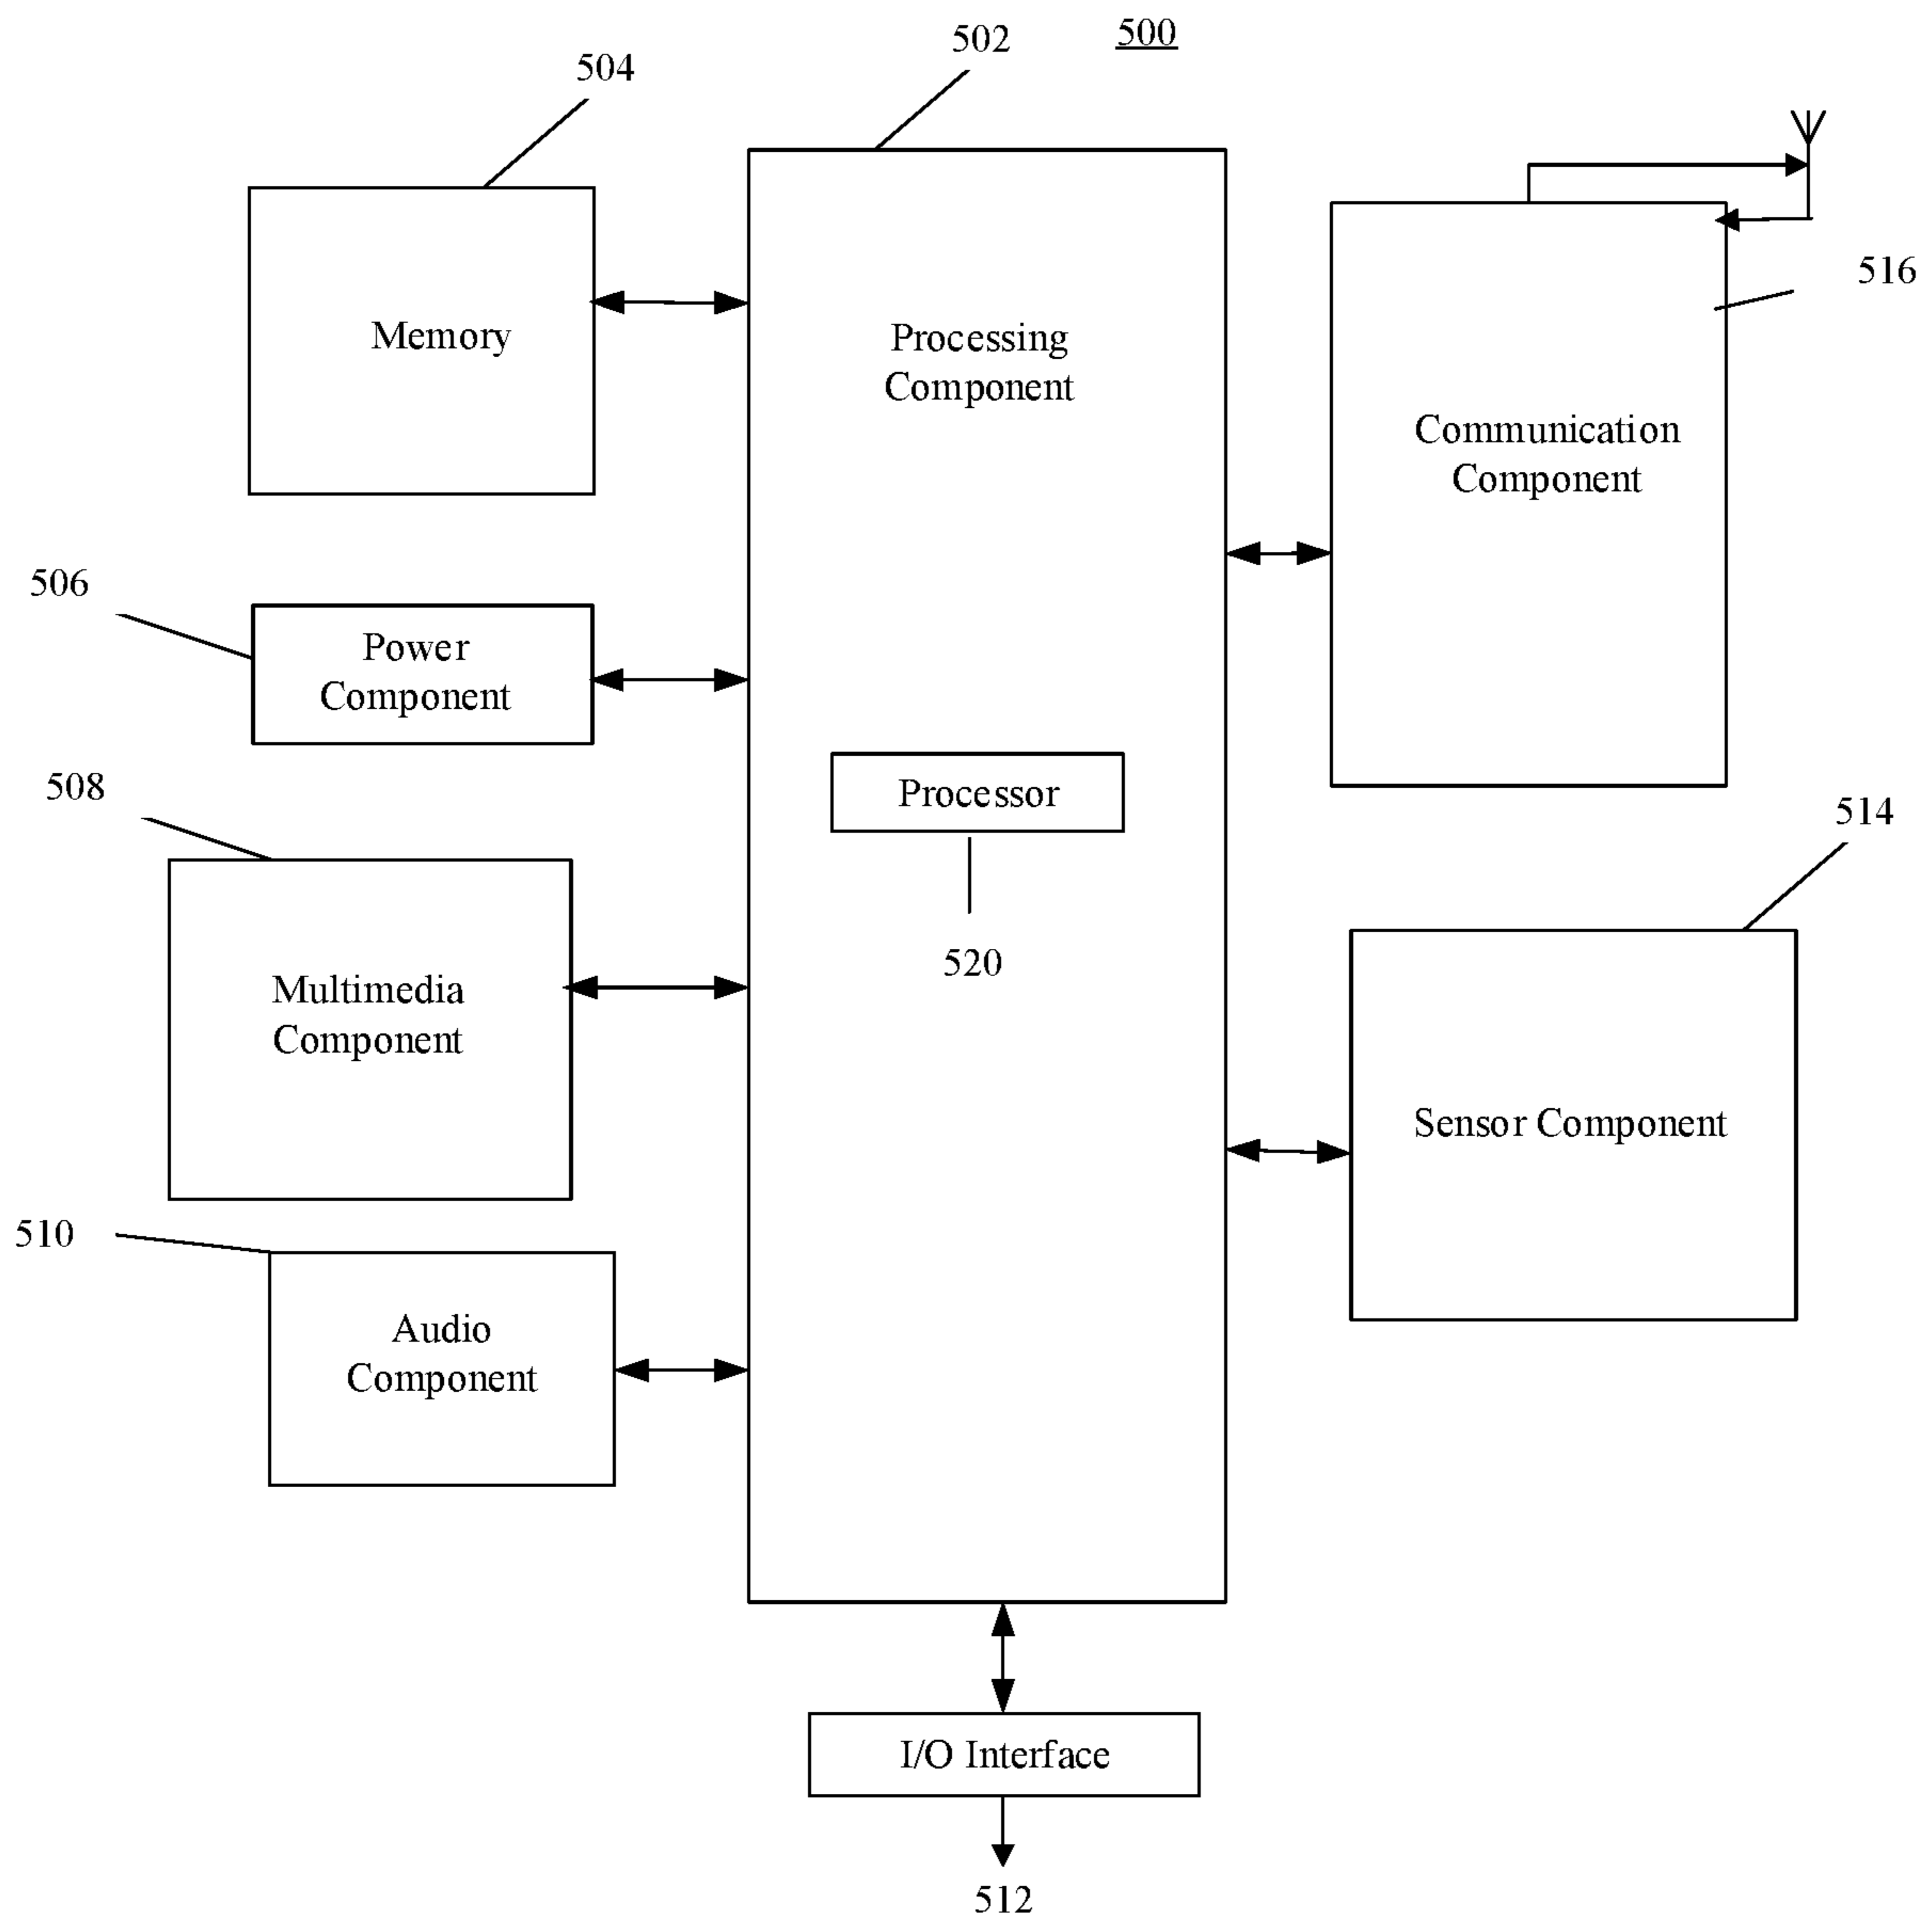 500
502
504
516
Memory
Processing
Component
Communication
Component
506
Power
Component
508
Processor
514
520
Multimedia
Component
Sensor Component
510
Audio
Component
I/O Interface
512